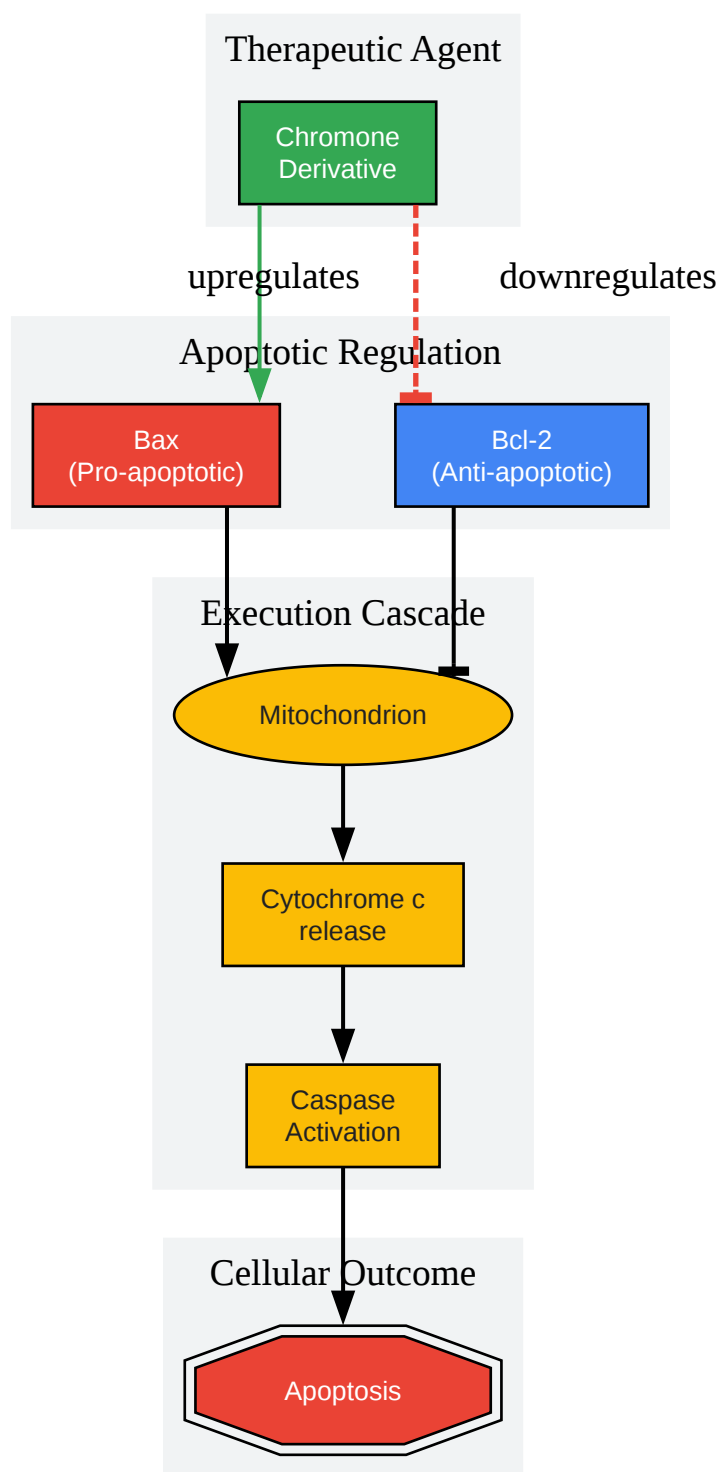 Therapeutic Agent
Chromone
Derivative
upregulates
downregulates
Apoptotic Regulation
Bax
(Pro-apoptotic)
Bcl-2
(Anti-apoptotic)
Execution Cascade
Mitochondrion
Cytochrome c
release
Caspase
Activation
Cellular Outcome
Apoptosis